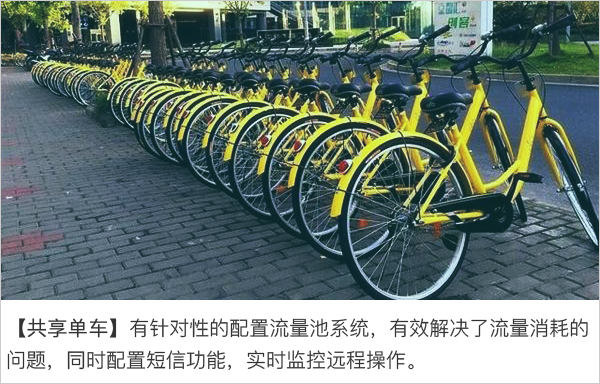 创客
【共享单车】有针对性的配置流量池系统，有效解决了流量消耗的
问题，同时配置短信功能，实时监控远程操作。